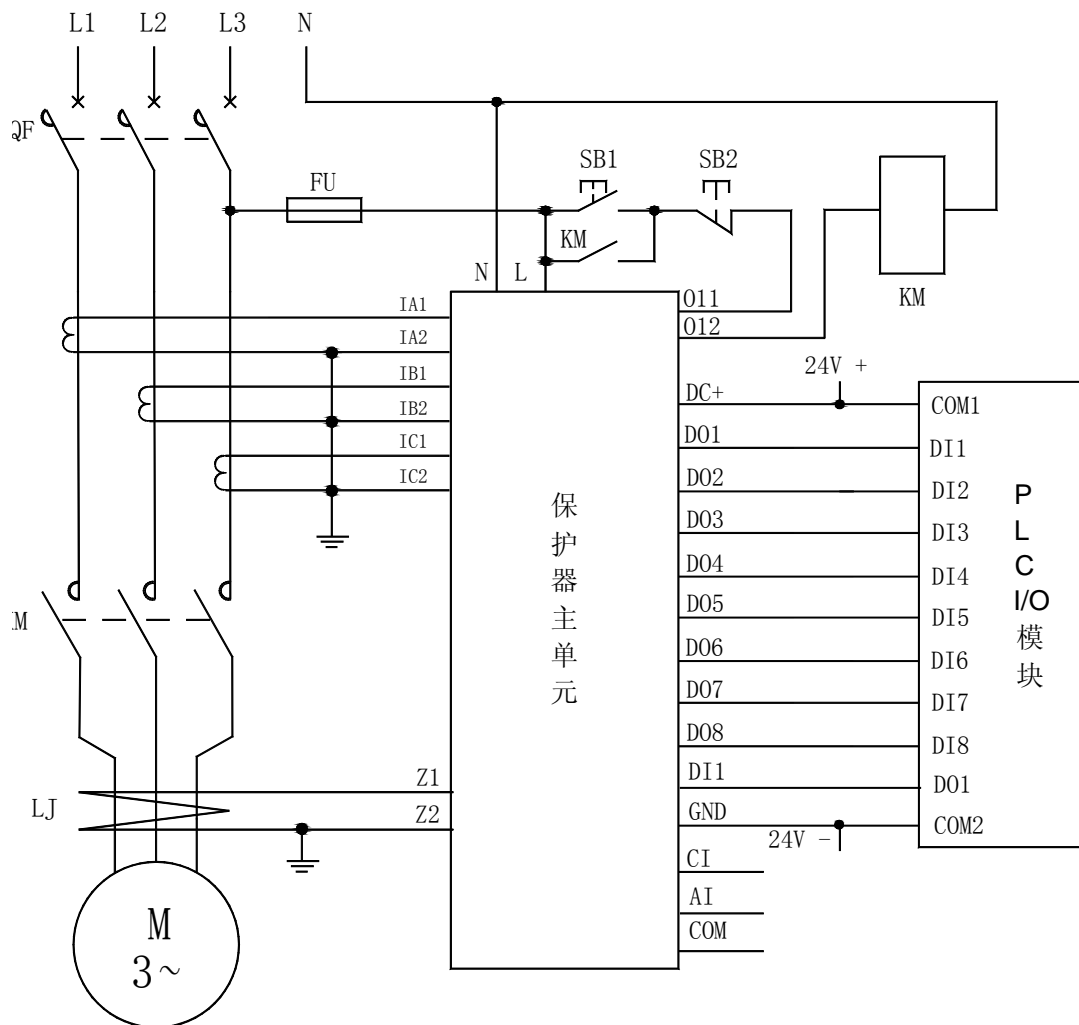 L1
L2
L3
N
QF
FU
SB1
SB2
KM
KM
N
L
IA1
IA2
IB1
IB2
IC1
IC2
O11
O12
24V +
DC+
DO1
DO2
DO3
DO4
DO5
DO6
DO7
DO8
DI1
GND
24V -
CI
AI
COM
保护器主单元
COM1
DI1
DI2
DI3
DI4
DI5
DI6
DI7
DI8
DO1
COM2
PLC
I/O
模块
Z1
Z2
LJ
M
3~